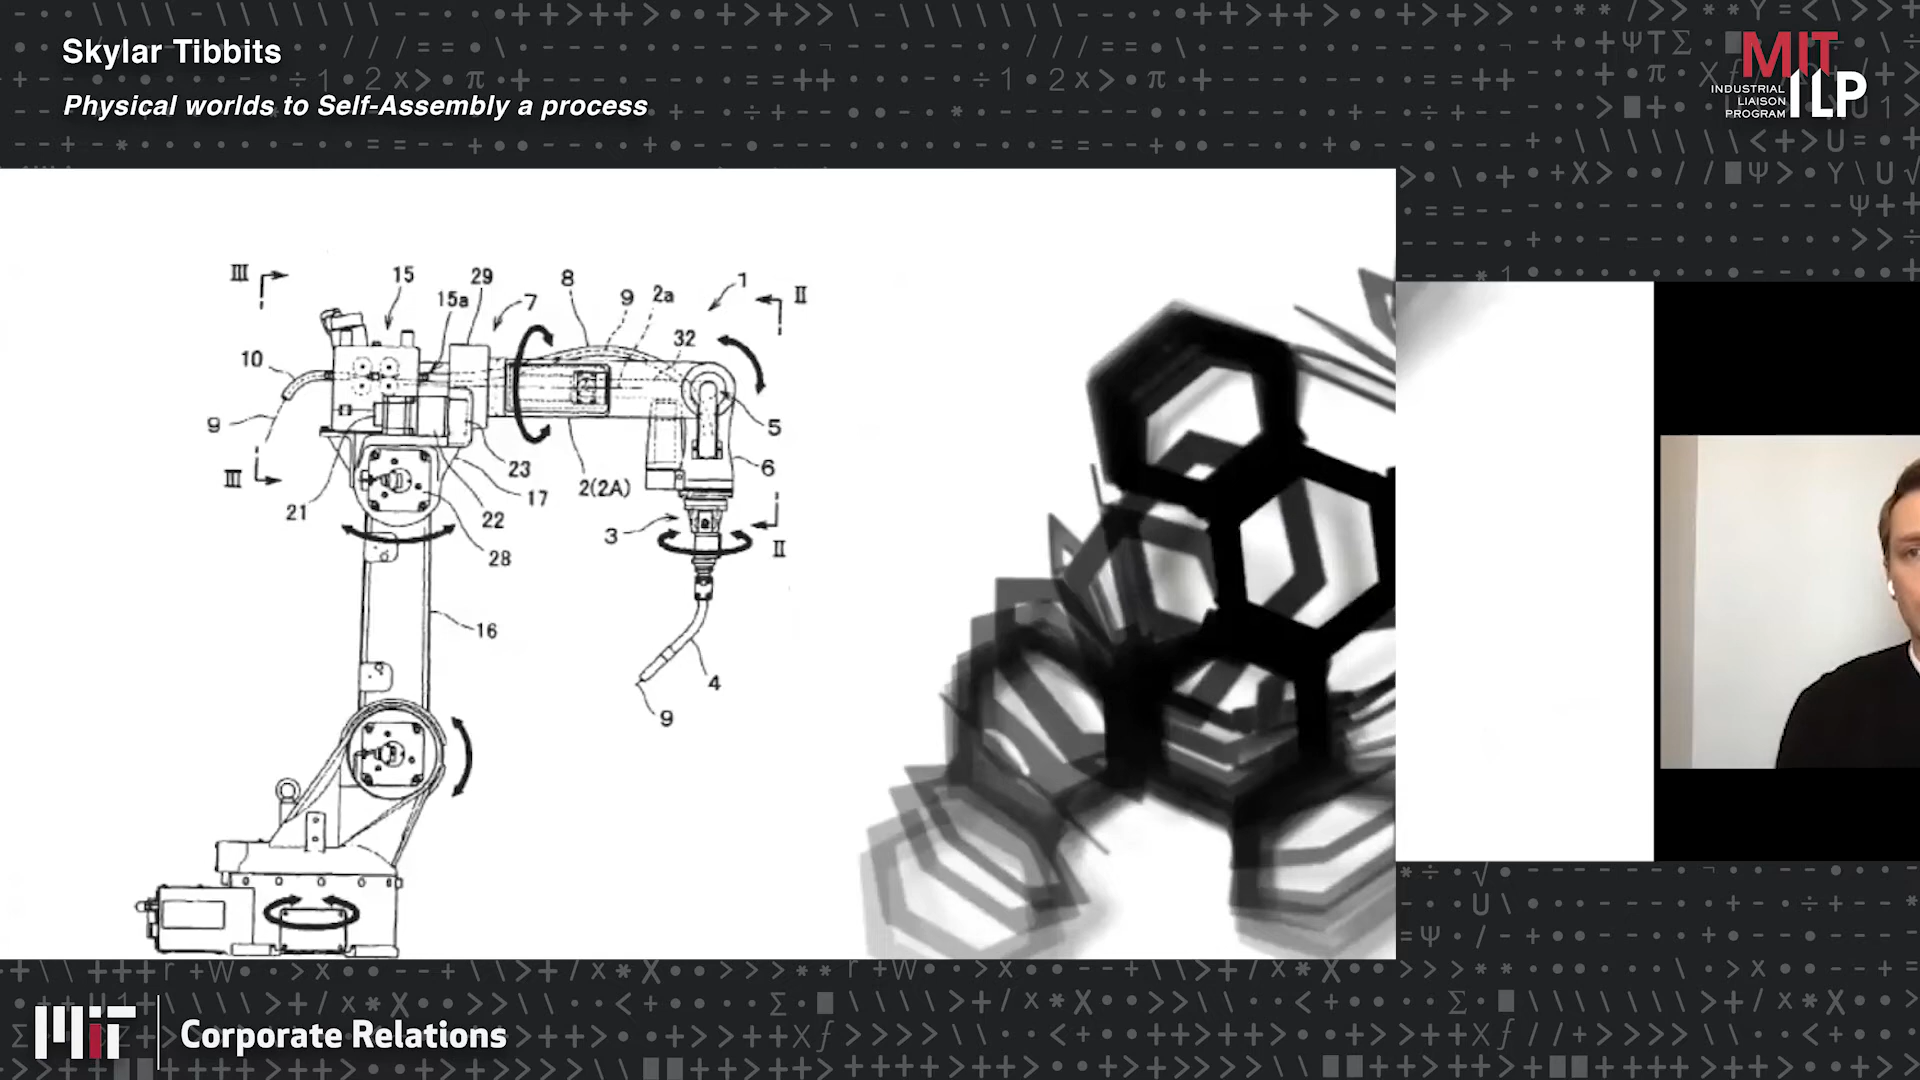 Skylar Tibbits
Physical worlds to Self-Assembly a process
MIT
ILP
INDUSTRIAL
LIAISON
PROGRAM
III
15
29
8
1
II
15a
7
9
2a
32
10
9
5
6
III
23
2(2A)
17
21
22
3
II
28
16
4
9
MIT
Corporate Relations